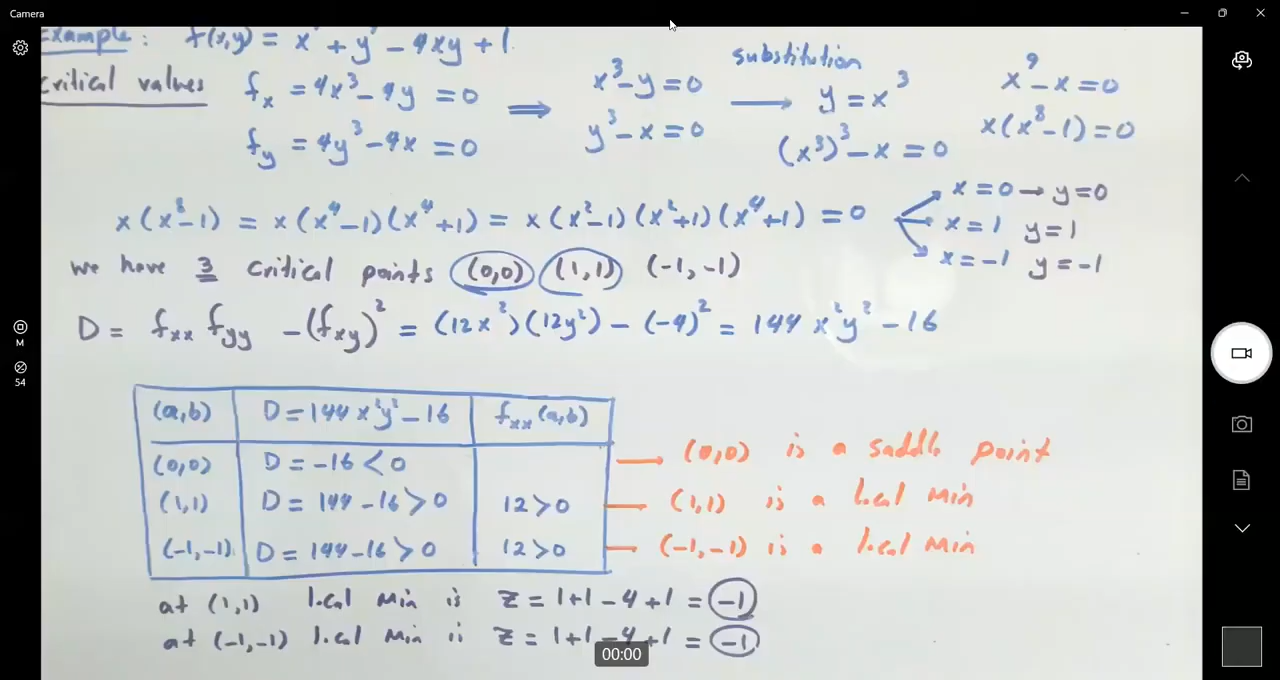 Camera
Example: f(x,y) = x⁴ + y⁴ - 4xy + 1
critical values
fx = 4x³ - 4y = 0
fy = 4y³ - 4x = 0
⟹
x³ - y = 0
y³ - x = 0
substitution
→ y = x³
(x³)³ - x = 0
x⁹ - x = 0
x(x⁸ - 1) = 0
x(x⁸-1) = x(x⁴-1)(x⁴+1) = x(x²-1)(x²+1)(x⁴+1) = 0
x = 0 → y = 0
x = 1 y = 1
x = -1 y = -1
we have 3 critical points (0,0) (1,1) (-1,-1)
D = fxx fyy - (fxy)² = (12x²)(12y²) - (-4)² = 144 x²y² - 16
(a,b) D = 144x²y² - 16 fxx(a,b)
(0,0) D = -16 < 0 → (0,0) is a saddle point
(1,1) D = 144 - 16 > 0 12 > 0 → (1,1) is a local min
(-1,-1) D = 144 - 16 > 0 12 > 0 → (-1,-1) is a local min
at (1,1) local min is z = 1+1-4+1 = -1
at (-1,-1) local min is z = 1+1-4+1 = -1
00:00
M
54